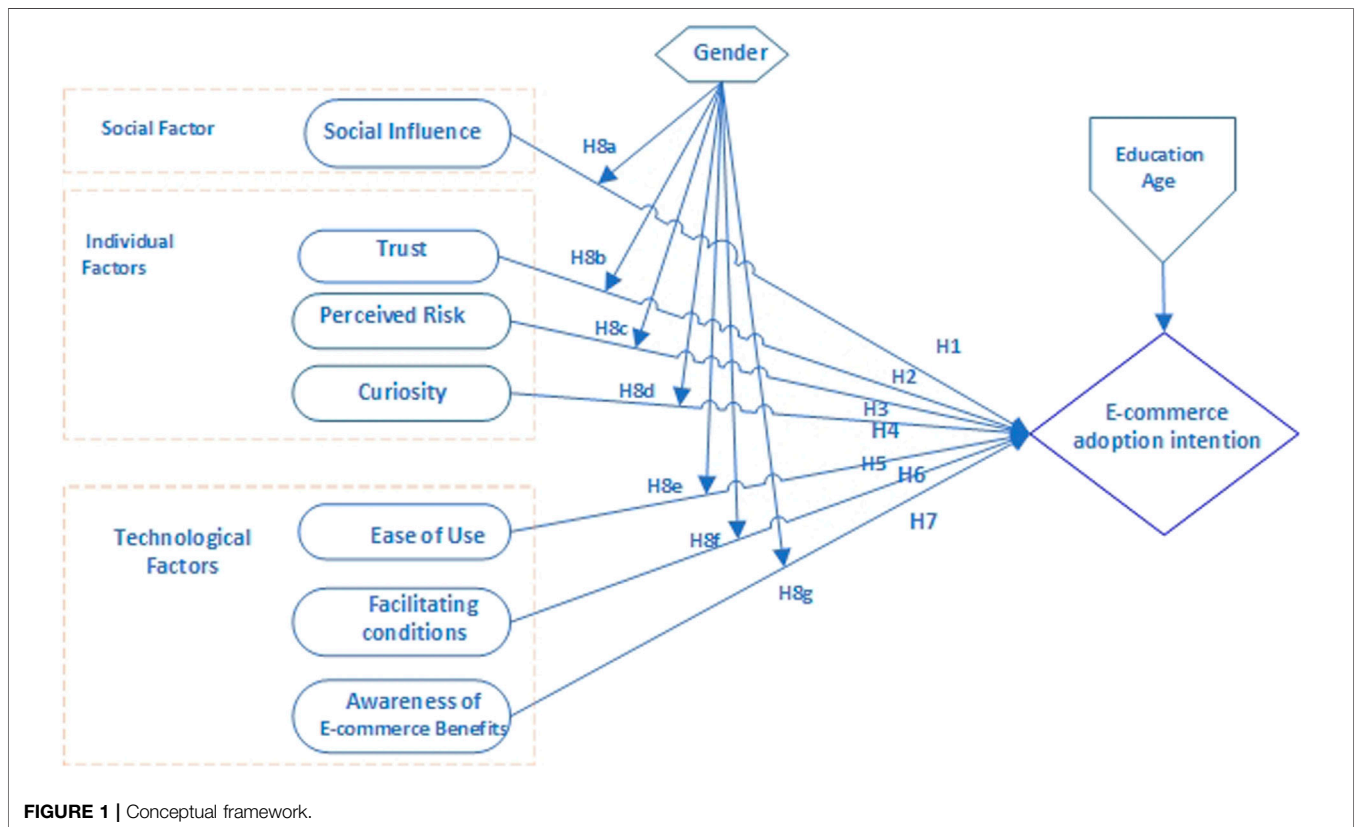 Gender
Social Factor
Social Influence
H8a
Education
Age
Individual
Factors
Trust
H8b
Perceived Risk
H8c
H1
H2
Curiosity
H8d
H3
H4
E-commerce
adoption intention
H5
H6
H8e
Technological
Factors
Ease of Use
H8f
H7
Facilitating
conditions
H8g
Awareness of
E-commerce Benefits
FIGURE 1 | Conceptual framework.